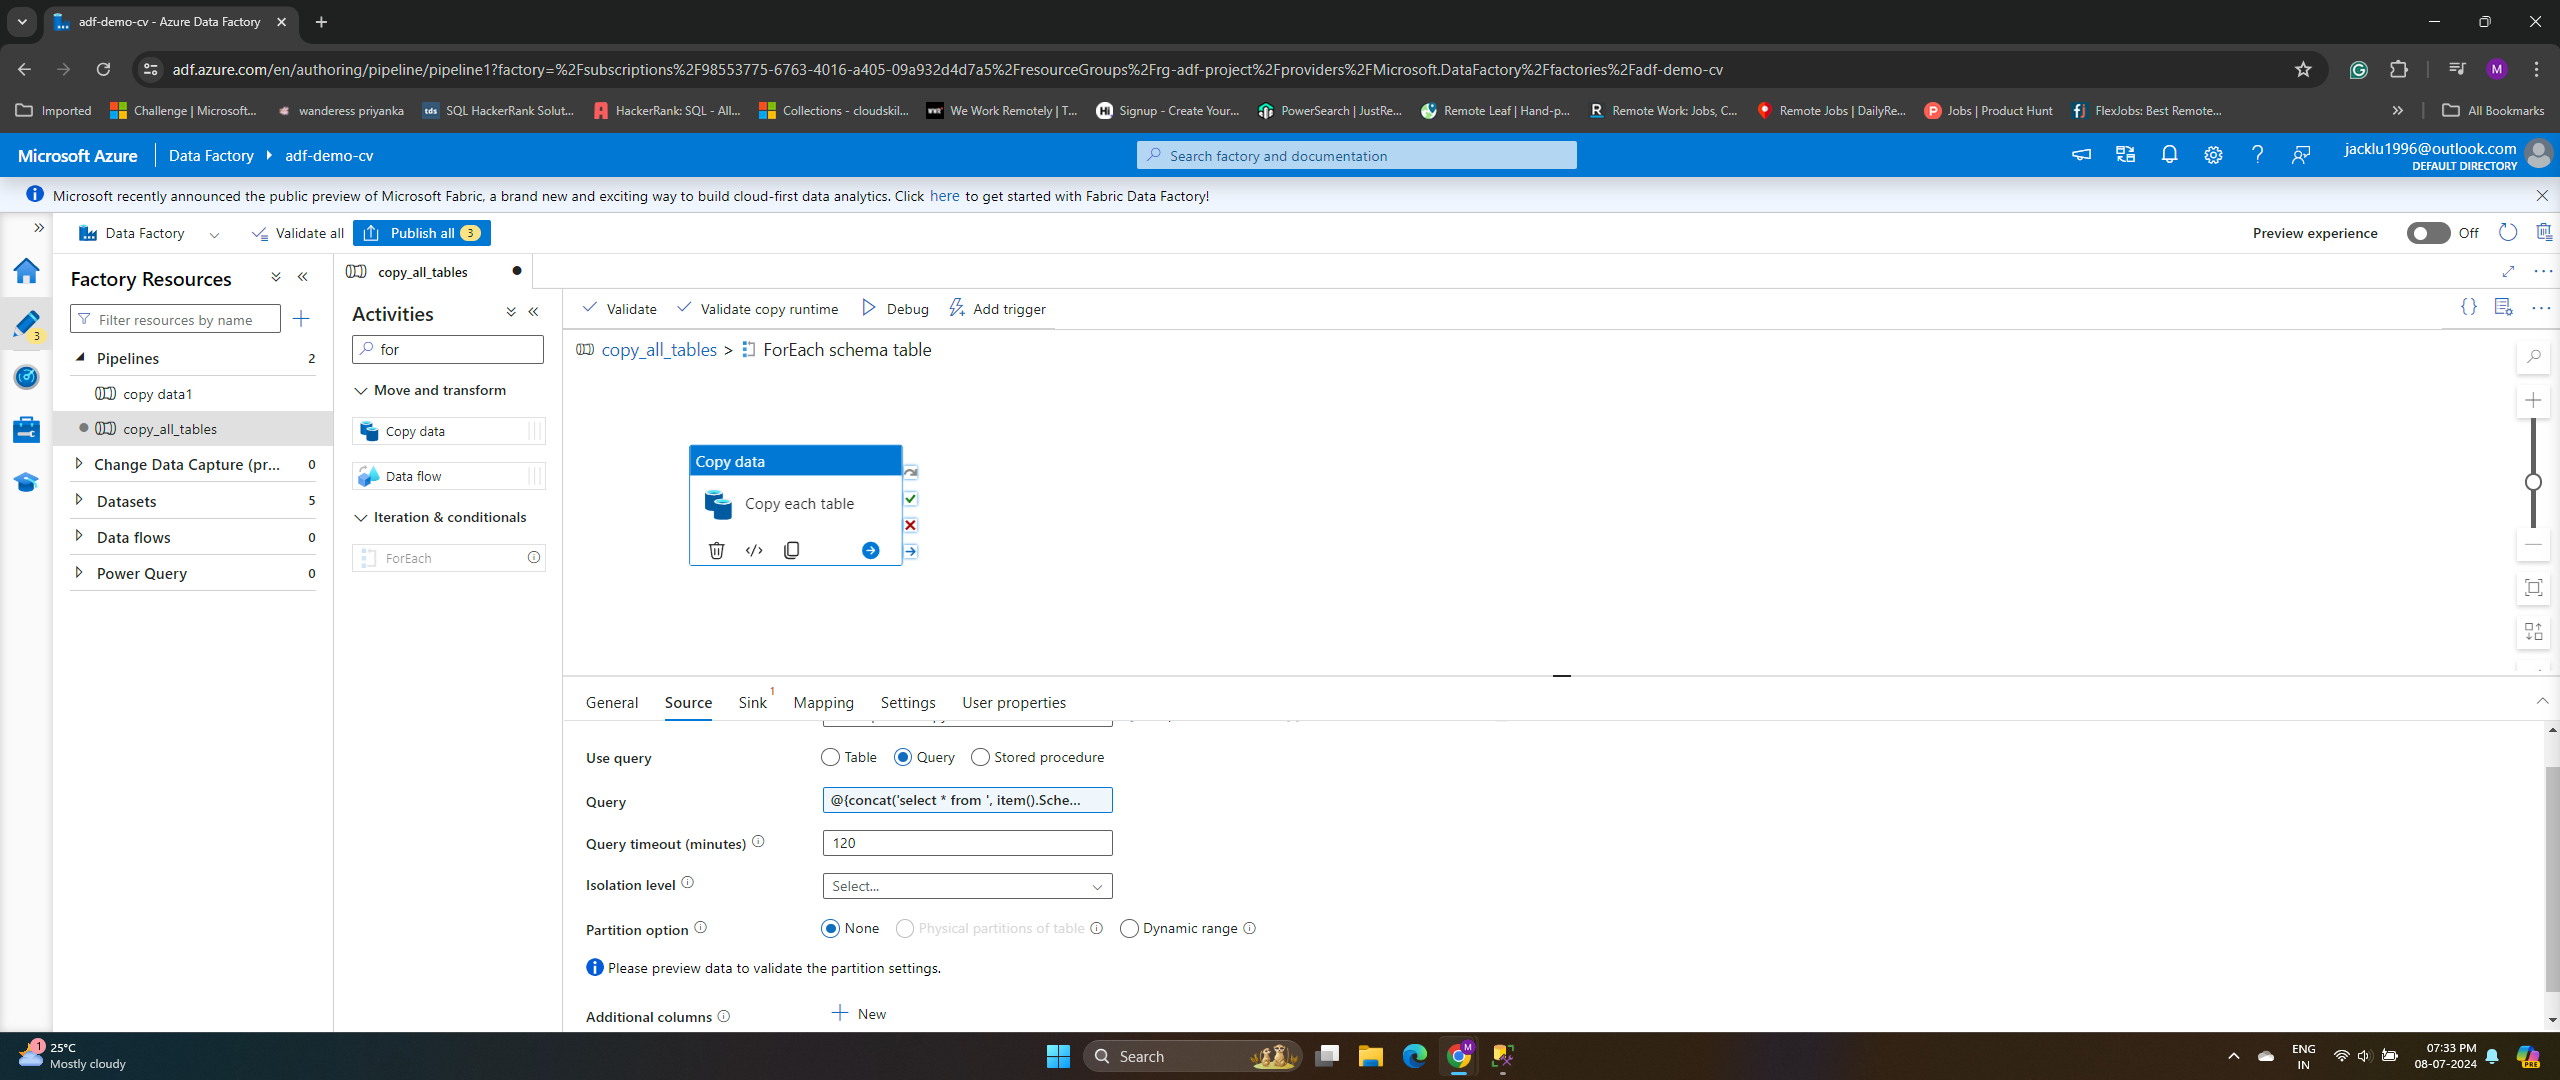 adf-demo-cv - Azure Data Factory
adf.azure.com/en/authoring/pipeline/pipeline1?factory=%2Fsubscriptions%2F98553775-6763-4016-a405-09a932d4d7a5%2FresourceGroups%2Frg-adf-project%2Fproviders%2FMicrosoft.DataFactory%2Ffactories%2Fadf-demo-cv
M
Imported
Challenge | Microsoft...
wanderess priyanka
tds SQL HackerRank Solut...
HackerRank: SQL - All...
Collections - cloudskil...
We Work Remotely | T...
Signup - Create Your...
PowerSearch | JustRe...
Remote Leaf | Hand-p...
Remote Work: Jobs, C...
Remote Jobs | DailyRe...
Jobs | Product Hunt
FlexJobs: Best Remote...
All Bookmarks
Microsoft Azure
Data Factory
adf-demo-cv
Search factory and documentation
jacklu1996@outlook.com
DEFAULT DIRECTORY
Microsoft recently announced the public preview of Microsoft Fabric, a brand new and exciting way to build cloud-first data analytics. Click here to get started with Fabric Data Factory!
Data Factory
Validate all
Publish all 3
Preview experience
Off
3
Factory Resources
Filter resources by name
Pipelines 2
copy data1
copy_all_tables
Change Data Capture (pr... 0
Datasets 5
Data flows 0
Power Query 0
copy_all_tables
Activities
for
Move and transform
Copy data
Data flow
Iteration & conditionals
ForEach
Validate
Validate copy runtime
Debug
Add trigger
copy_all_tables > ForEach schema table
Copy data
Copy each table
General
Source
Sink 1
Mapping
Settings
User properties
Use query
Table
Query
Stored procedure
Query
@{concat('select * from ', item().Sche...
Query timeout (minutes)
120
Isolation level
Select...
Partition option
None
Physical partitions of table
Dynamic range
Please preview data to validate the partition settings.
Additional columns
New
1
25°C
Mostly cloudy
Search
M
ENG
IN
07:33 PM
08-07-2024
PRE